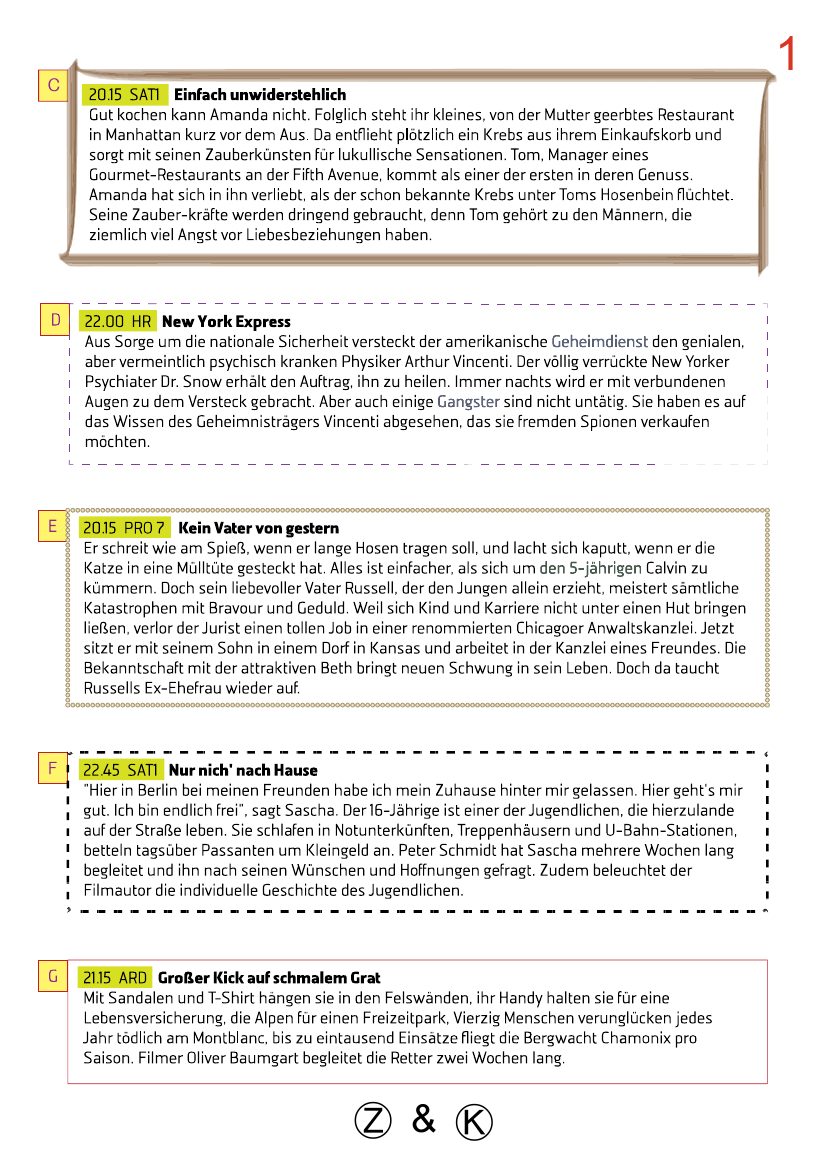 1
C
20.15 SAT1 Einfach unwiderstehlich
Gut kochen kann Amanda nicht. Folglich steht ihr kleines, von der Mutter geerbtes Restaurant
in Manhattan kurz vor dem Aus. Da entflieht plötzlich ein Krebs aus ihrem Einkaufskorb und
sorgt mit seinen Zauberkünsten für lukullische Sensationen. Tom, Manager eines
Gourmet-Restaurants an der Fifth Avenue, kommt als einer der ersten in deren Genuss.
Amanda hat sich in ihn verliebt, als der schon bekannte Krebs unter Toms Hosenbein flüchtet.
Seine Zauber-kräfte werden dringend gebraucht, denn Tom gehört zu den Männern, die
ziemlich viel Angst vor Liebesbeziehungen haben.
D
22.00 HR New York Express
Aus Sorge um die nationale Sicherheit versteckt der amerikanische Geheimdienst den genialen,
aber vermeintlich psychisch kranken Physiker Arthur Vincenti. Der völlig verrückte New Yorker
Psychiater Dr. Snow erhält den Auftrag, ihn zu heilen. Immer nachts wird er mit verbundenen
Augen zu dem Versteck gebracht. Aber auch einige Gangster sind nicht untätig. Sie haben es auf
das Wissen des Geheimnisträgers Vincenti abgesehen, das sie fremden Spionen verkaufen
möchten.
E
20.15 PRO 7 Kein Vater von gestern
Er schreit wie am Spieß, wenn er lange Hosen tragen soll, und lacht sich kaputt, wenn er die
Katze in eine Mülltüte gesteckt hat. Alles ist einfacher, als sich um den 5-jährigen Calvin zu
kümmern. Doch sein liebevoller Vater Russell, der den Jungen allein erzieht, meistert sämtliche
Katastrophen mit Bravour und Geduld. Weil sich Kind und Karriere nicht unter einen Hut bringen
ließen, verlor der Jurist einen tollen Job in einer renommierten Chicagoer Anwaltskanzlei. Jetzt
sitzt er mit seinem Sohn in einem Dorf in Kansas und arbeitet in der Kanzlei eines Freundes. Die
Bekanntschaft mit der attraktiven Beth bringt neuen Schwung in sein Leben. Doch da taucht
Russells Ex-Ehefrau wieder auf.
F
22.45 SAT1 Nur nich' nach Hause
"Hier in Berlin bei meinen Freunden habe ich mein Zuhause hinter mir gelassen. Hier geht's mir
gut. Ich bin endlich frei", sagt Sascha. Der 16-Jährige ist einer der Jugendlichen, die hierzulande
auf der Straße leben. Sie schlafen in Notunterkünften, Treppenhäusern und U-Bahn-Stationen,
betteln tagsüber Passanten um Kleingeld an. Peter Schmidt hat Sascha mehrere Wochen lang
begleitet und ihn nach seinen Wünschen und Hoffnungen gefragt. Zudem beleuchtet der
Filmautor die individuelle Geschichte des Jugendlichen.
G
21.15 ARD Großer Kick auf schmalem Grat
Mit Sandalen und T-Shirt hängen sie in den Felswänden, ihr Handy halten sie für eine
Lebensversicherung, die Alpen für einen Freizeitpark, Vierzig Menschen verunglücken jedes
Jahr tödlich am Montblanc, bis zu eintausend Einsätze fliegt die Bergwacht Chamonix pro
Saison. Filmer Oliver Baumgart begleitet die Retter zwei Wochen lang.
Z & K